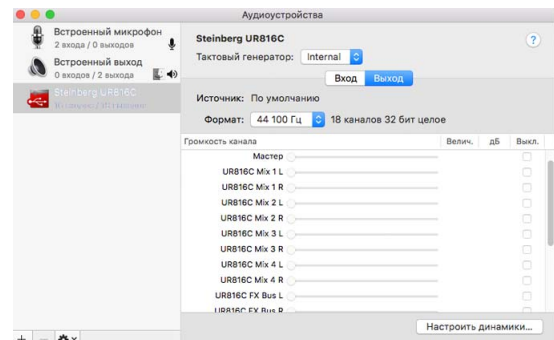 Аудиоустройства
Встроенный микрофон
2 входа / 0 выходов
Встроенный выход
0 входов / 2 выхода
Steinberg UR816C
Steinberg UR816C
Тактовый генератор: Internal
?
Вход Выход
Источник: По умолчанию
Формат: 44 100 Гц 18 каналов 32 бит целое
Громкость канала Велич. дБ Выкл.
Мастер
UR816C Mix 1 L
UR816C Mix 1 R
UR816C Mix 2 L
UR816C Mix 2 R
UR816C Mix 3 L
UR816C Mix 3 R
UR816C Mix 4 L
UR816C Mix 4 R
UR816C FX Bus L
UR816C FX Bus R
Настроить динамики...